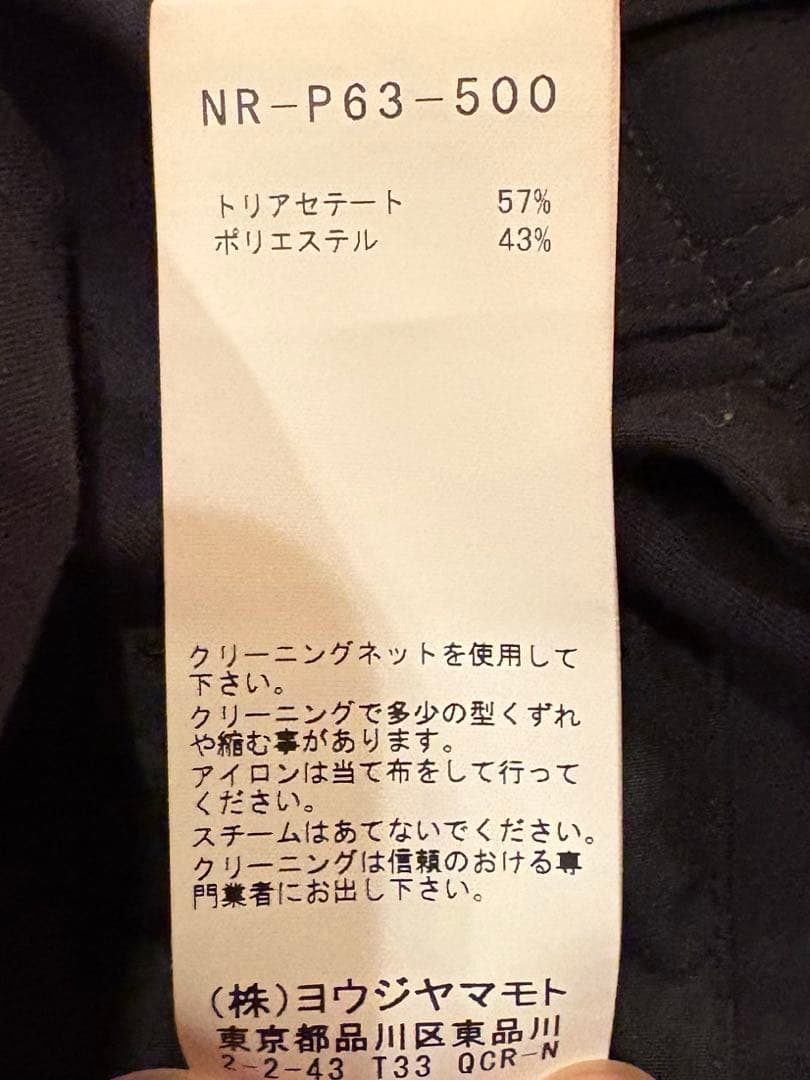 NR-P63-500
トリアセテート 57%
ポリエステル 43%
クリーニングネットを使用して
下さい。
クリーニングで多少の型くずれ
や縮む事があります。
アイロンは当て布をして行って
ください。
スチームはあてないでください。
クリーニングは信頼のおける専
門業者にお出し下さい。
(株)ヨウジヤマモト
東京都品川区東品川
2-2-43 T33 QCR-N